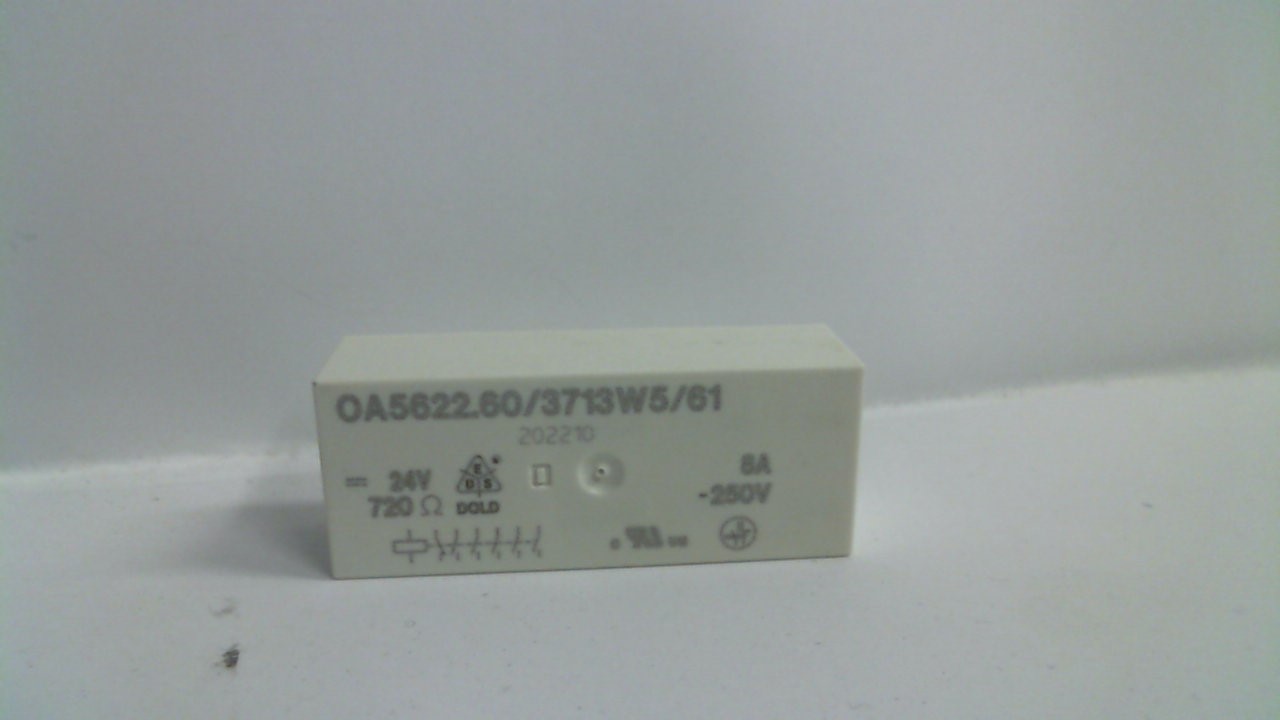 OA5622.60/3713W5/61
202210
24V
E
D S
8A
720 Ω
DOLD
250V